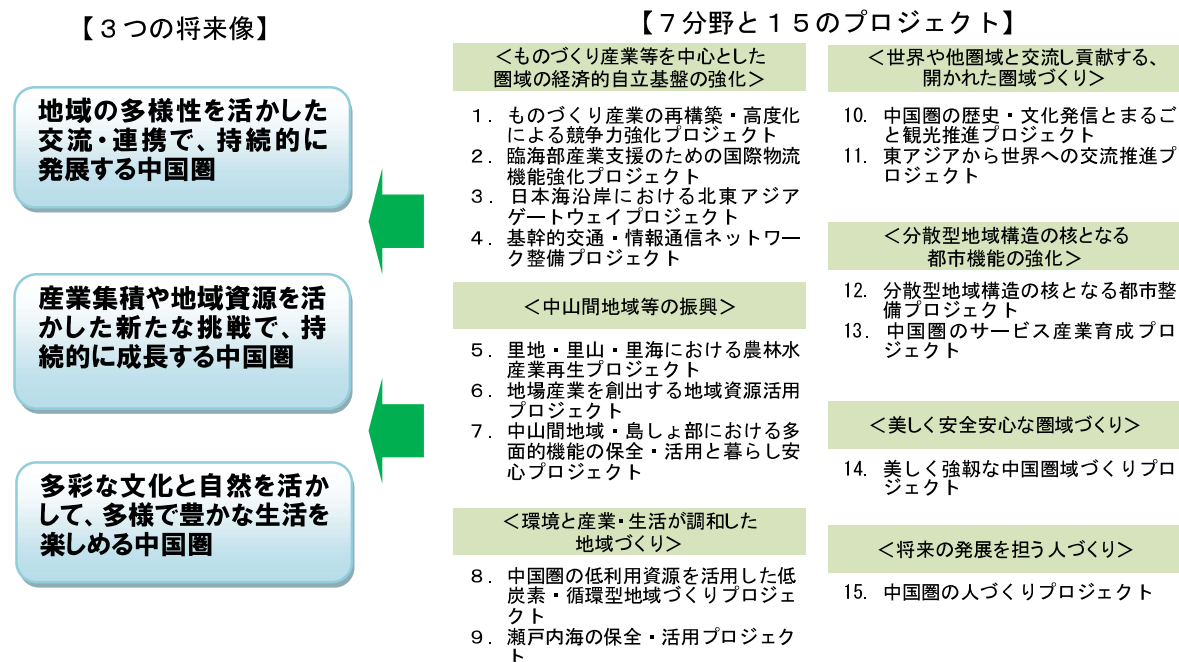 【３つの将来像】
地域の多様性を活かした
交流・連携で、持続的に
発展する中国圏
産業集積や地域資源を活
かした新たな挑戦で、持
続的に成長する中国圏
多彩な文化と自然を活か
して、多様で豊かな生活を
楽しめる中国圏
【７分野と１５のプロジェクト】
＜ものづくり産業等を中心とした
圏域の経済的自立基盤の強化＞
１．ものづくり産業の再構築・高度化
による競争力強化プロジェクト
２．臨海部産業支援のための国際物流
機能強化プロジェクト
３．日本海沿岸における北東アジア
ゲートウェイプロジェクト
４．基幹的交通・情報通信ネットワー
ク整備プロジェクト
＜中山間地域等の振興＞
５．里地・里山・里海における農林水
産業再生プロジェクト
６．地場産業を創出する地域資源活用
プロジェクト
７．中山間地域・島しょ部における多
面的機能の保全・活用と暮らし安
心プロジェクト
＜環境と産業・生活が調和した
地域づくり＞
８．中国圏の低利用資源を活用した低
炭素・循環型地域づくりプロジェ
クト
９．瀬戸内海の保全・活用プロジェク
ト
＜世界や他圏域と交流し貢献する、
開かれた圏域づくり＞
10. 中国圏の歴史・文化発信とまるご
と観光推進プロジェクト
11. 東アジアから世界への交流推進プ
ロジェクト
＜分散型地域構造の核となる
都市機能の強化＞
12. 分散型地域構造の核となる都市整
備プロジェクト
13. 中国圏のサービス産業育成プロ
ジェクト
＜美しく安全安心な圏域づくり＞
14. 美しく強靱な中国圏域づくりプロ
ジェクト
＜将来の発展を担う人づくり＞
15. 中国圏の人づくりプロジェクト